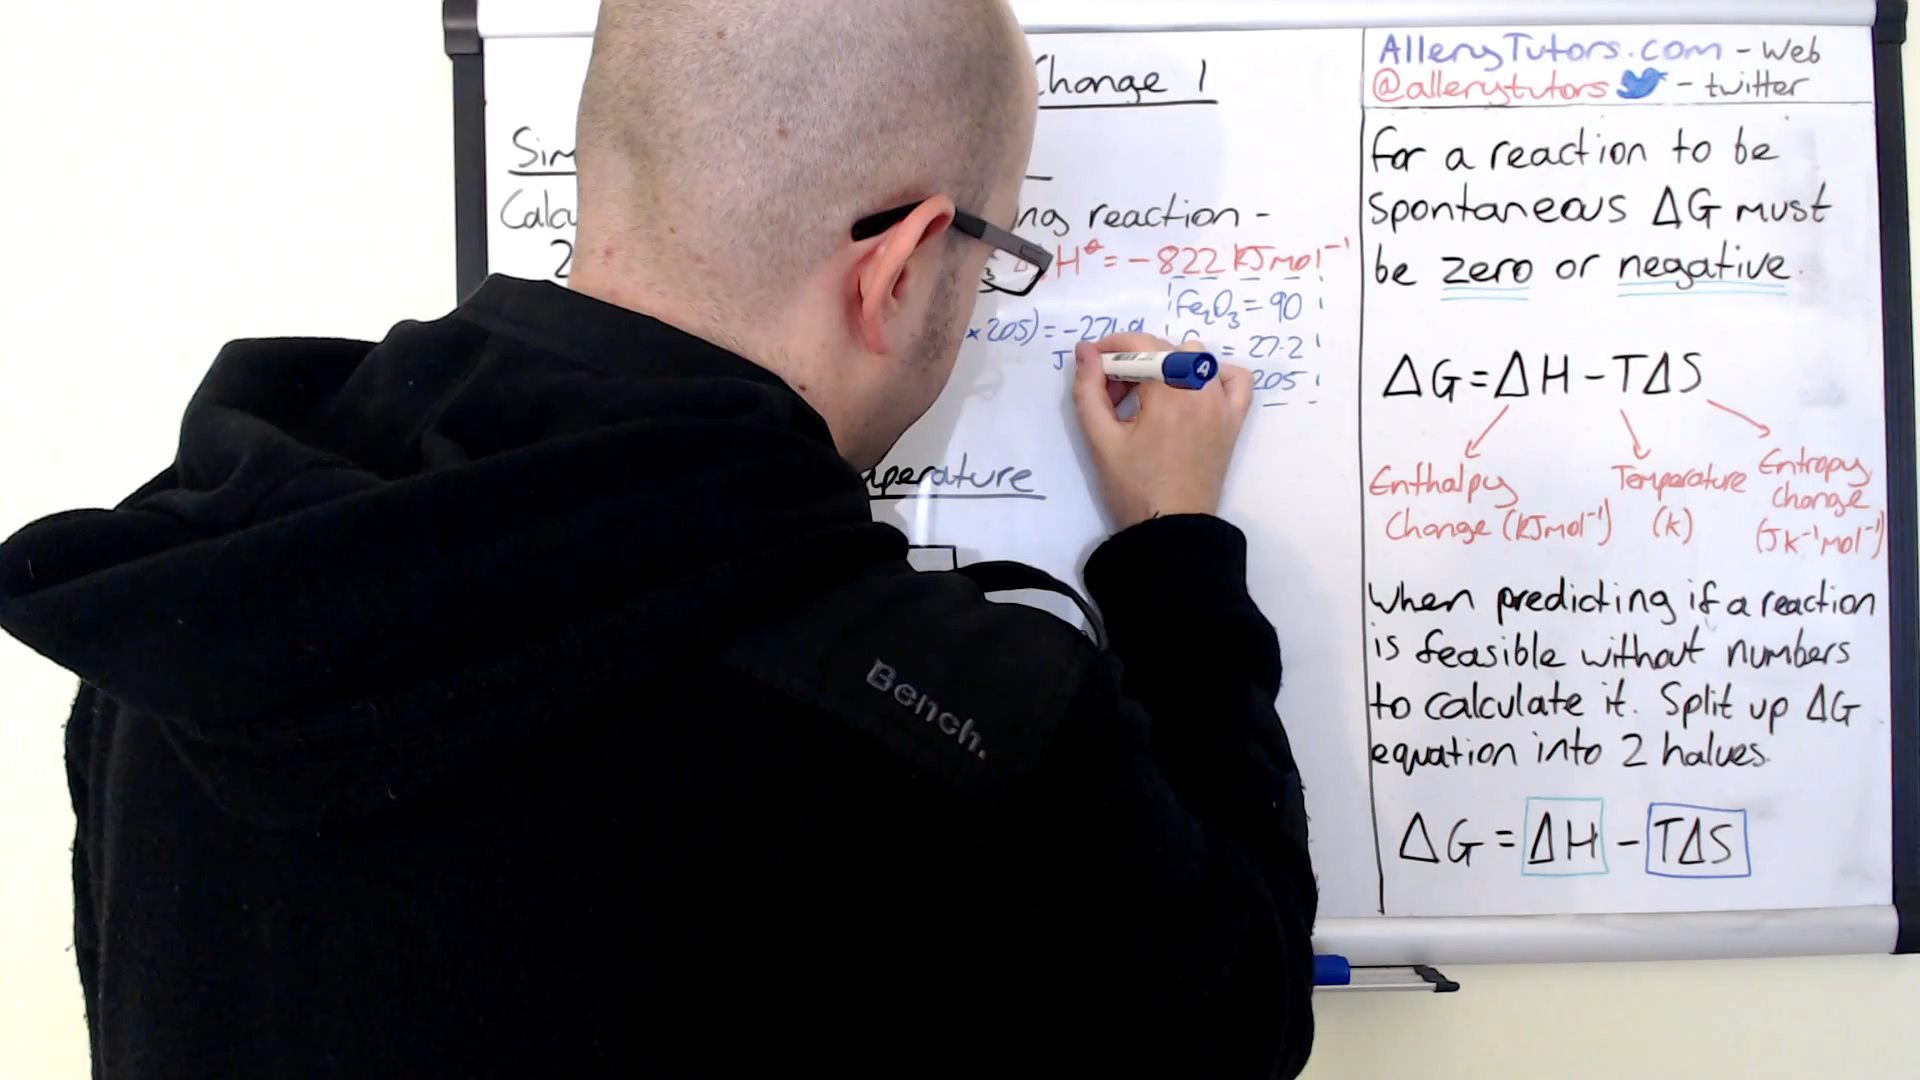 Change 1
Sim
Calcu ing reaction -
2 H⦵ = -822 kJmol⁻¹
Fe₂O₃ = 90
× 205) = -271.9
= 27.2
J
205
perature
AlleryTutors.com - Web
@allerytutors - twitter
for a reaction to be
spontaneous ΔG must
be zero or negative.
ΔG = ΔH - TΔS
Enthalpy
Change (kJmol⁻¹)
Temperature
(K)
Entropy
Change
(JK⁻¹mol⁻¹)
When predicting if a reaction
is feasible without numbers
to calculate it. Split up ΔG
equation into 2 halves.
ΔG = ΔH - TΔS
Bench.
A